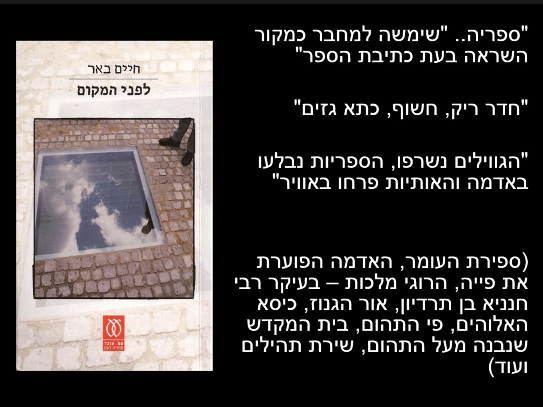 "ספריה.. "שימשה למחבר כמקור
השראה בעת כתיבת הספר"
"חדר ריק, חשוף, כתא גזים"
"הגווילים נשרפו, הספריות נבלעו
באדמה והאותיות פרחו באוויר"
(ספירת העומר, האדמה הפוערת
את פייה, הרוגי מלכות – בעיקר רבי
חנניא בן תרדיון, אור הגנוז, כיסא
האלוהים, פי התהום, בית המקדש
שנבנה מעל התהום, שירת תהילים
ועוד)
חיים באר
לפני המקום
עם עובד